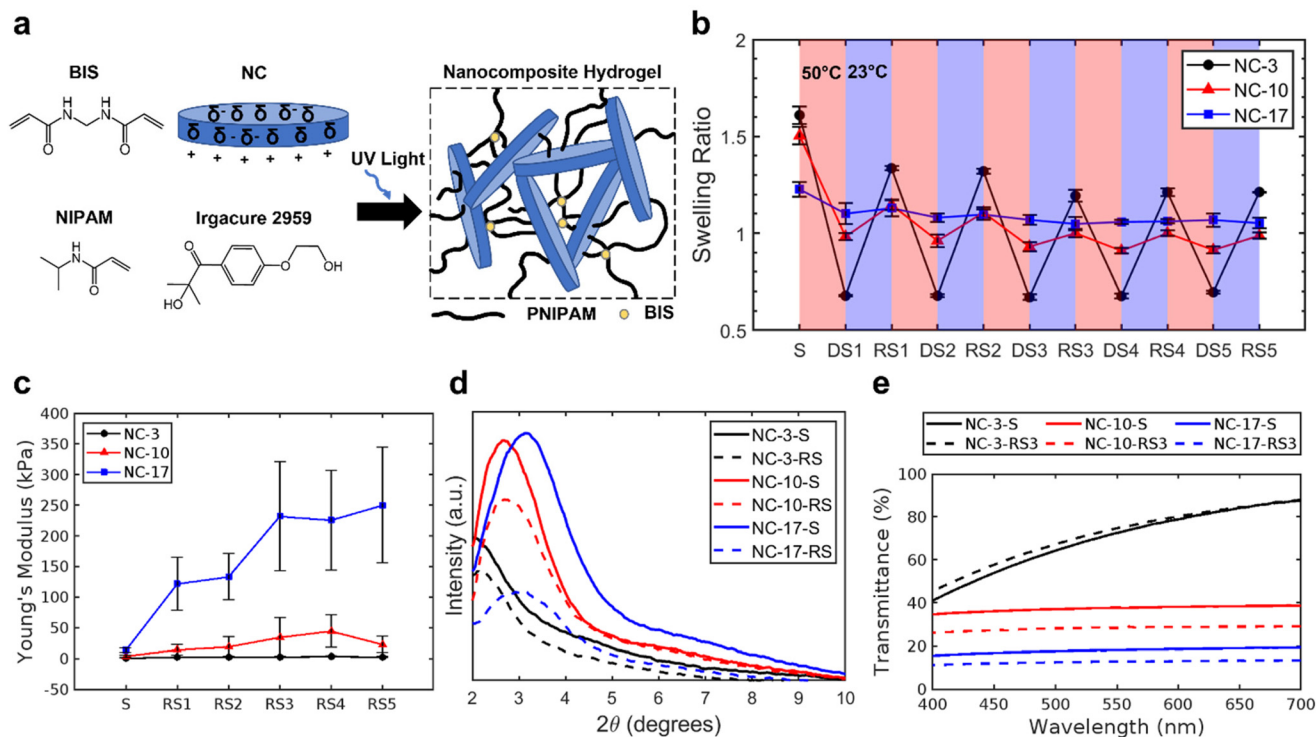 a
BIS
NC
Nanocomposite Hydrogel
H
N
H
N
O
O
δ- δ δ δ- δ
δ δ- δ- δ δ δ
+ + + + + +
UV Light
NIPAM
Irgacure 2959
H
N
O
O
HO
O
OH
PNIPAM
BIS
b
Swelling Ratio
2
1.5
1
0.5
50°C
23°C
NC-3
NC-10
NC-17
S DS1 RS1 DS2 RS2 DS3 RS3 DS4 RS4 DS5 RS5
c
Young's Modulus (kPa)
400
350
300
250
200
150
100
50
0
-50
NC-3
NC-10
NC-17
S RS1 RS2 RS3 RS4 RS5
d
Intensity (a.u.)
NC-3-S
NC-3-RS
NC-10-S
NC-10-RS
NC-17-S
NC-17-RS
2 3 4 5 6 7 8 9 10
2θ (degrees)
e
NC-3-S NC-10-S NC-17-S
NC-3-RS3 NC-10-RS3 NC-17-RS3
Transmittance (%)
100
80
60
40
20
0
400 450 500 550 600 650 700
Wavelength (nm)